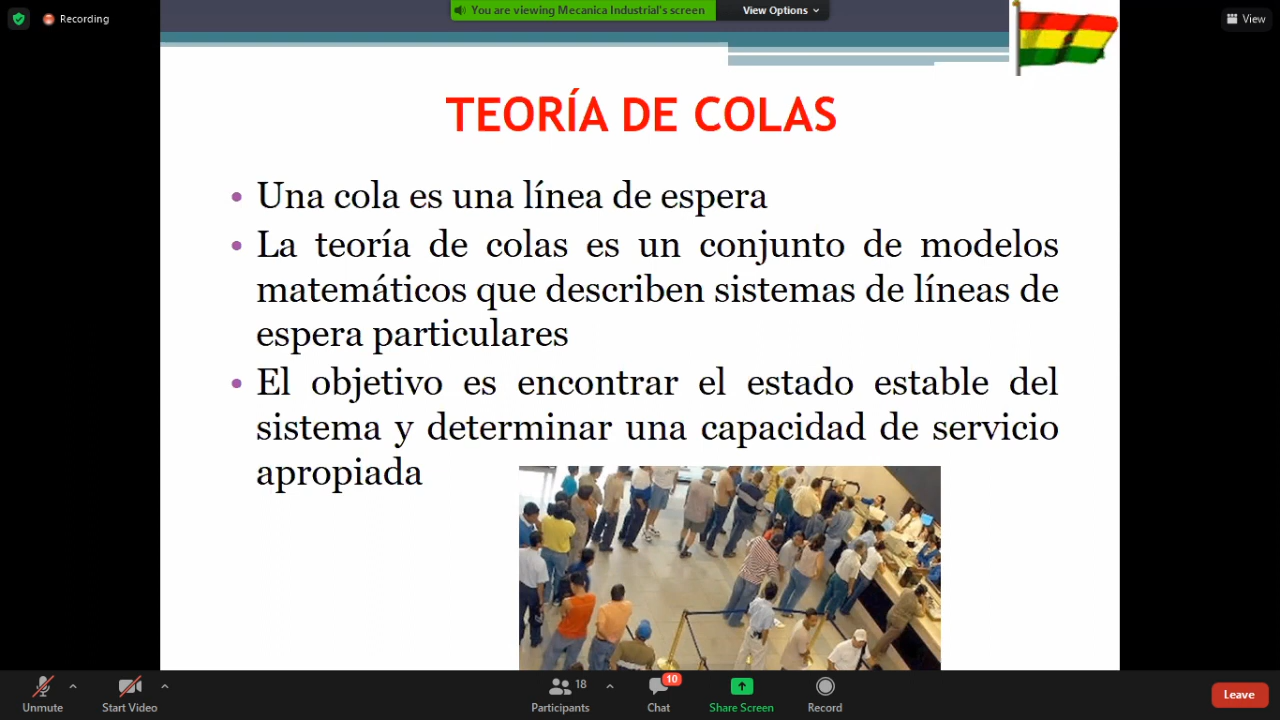 Recording
You are viewing Mecanica Industrial's screen
View Options
View
TEORÍA DE COLAS
• Una cola es una línea de espera
• La teoría de colas es un conjunto de modelos
matemáticos que describen sistemas de líneas de
espera particulares
• El objetivo es encontrar el estado estable del
sistema y determinar una capacidad de servicio
apropiada
Unmute
Start Video
18
Participants
10
Chat
Share Screen
Record
Leave